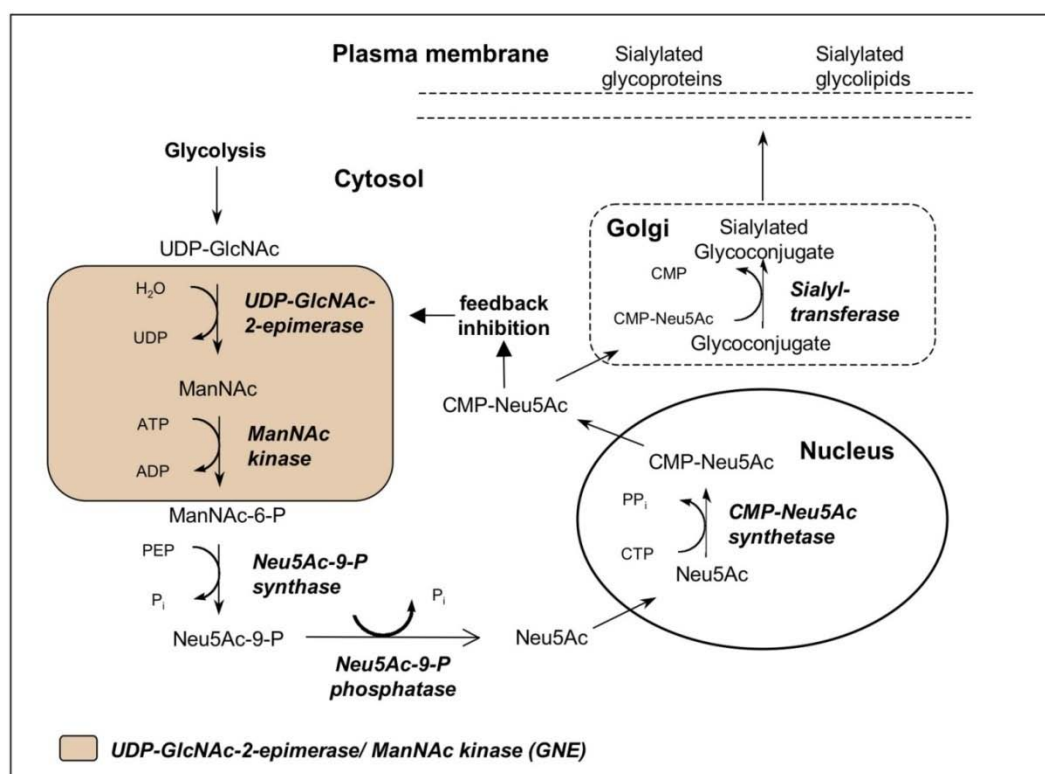 Plasma membrane
Sialylated
glycoproteins
Sialylated
glycolipids
Glycolysis
Cytosol
UDP-GlcNAc
H₂O
UDP
UDP-GlcNAc-
2-epimerase
ManNAc
ATP
ADP
ManNAc
kinase
ManNAc-6-P
PEP
Pᵢ
Neu5Ac-9-P
synthase
Neu5Ac-9-P
Pᵢ
Neu5Ac-9-P
phosphatase
Neu5Ac
feedback
inhibition
CMP-Neu5Ac
Golgi
Sialylated
Glycoconjugate
CMP
CMP-Neu5Ac
Sialyl-
transferase
Glycoconjugate
Nucleus
CMP-Neu5Ac
PPᵢ
CTP
CMP-Neu5Ac
synthetase
Neu5Ac
UDP-GlcNAc-2-epimerase/ ManNAc kinase (GNE)